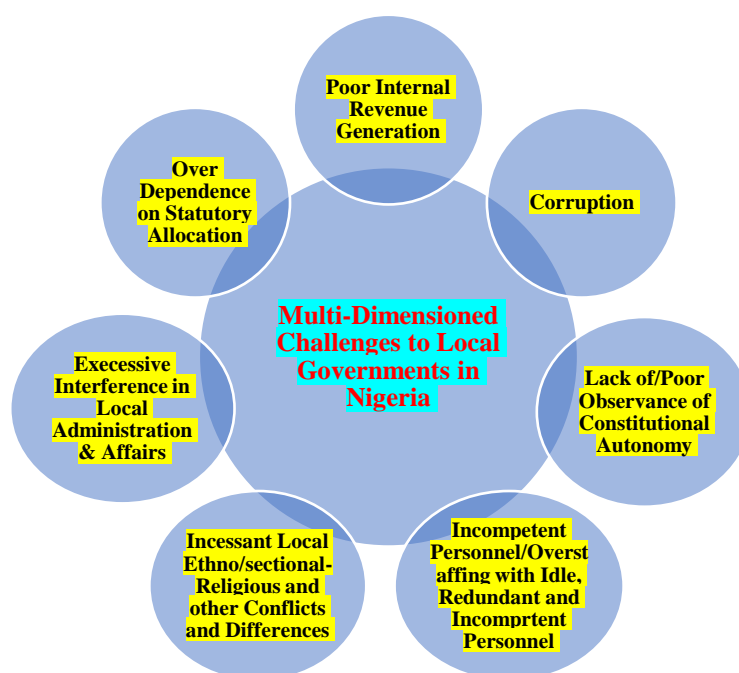 Poor Internal
Revenue
Generation
Over
Dependence
on Statutory
Allocation
Corruption
Multi-Dimensioned
Challenges to Local
Governments in
Nigeria
Execessive
Interference in
Local
Administration
& Affairs
Lack of/Poor
Observance of
Constitutional
Autonomy
Incessant Local
Ethno/sectional-
Religious and
other Conflicts
and Differences
Incompetent
Personnel/Overst
affing with Idle,
Redundant and
Incomprtent
Personnel